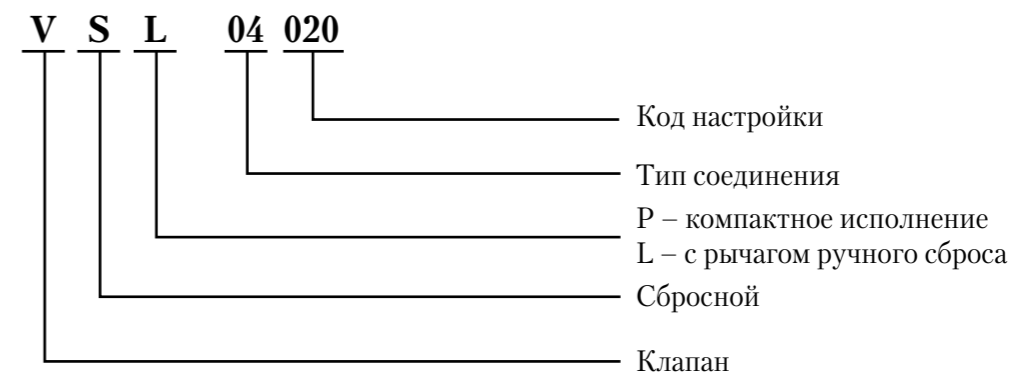 V S L 04 020
Код настройки
Тип соединения
P – компактное исполнение
L – с рычагом ручного сброса
Сбросной
Клапан